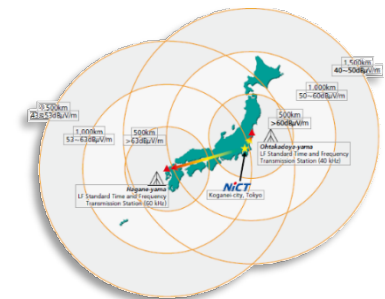 1,500km
40~50dBµV/m
1,000km
50~60dBµV/m
500km
>60dBµV/m
1,500km
1,000km
53~63dBµV/m
500km
>63dBµV/m
Ohtakadoya-yama
LF Standard Time and Frequency
Transmission Station (40 kHz)
Hagane-yama
LF Standard Time and Frequency
Transmission Station (60 kHz)
NiCT
Koganei-city, Tokyo